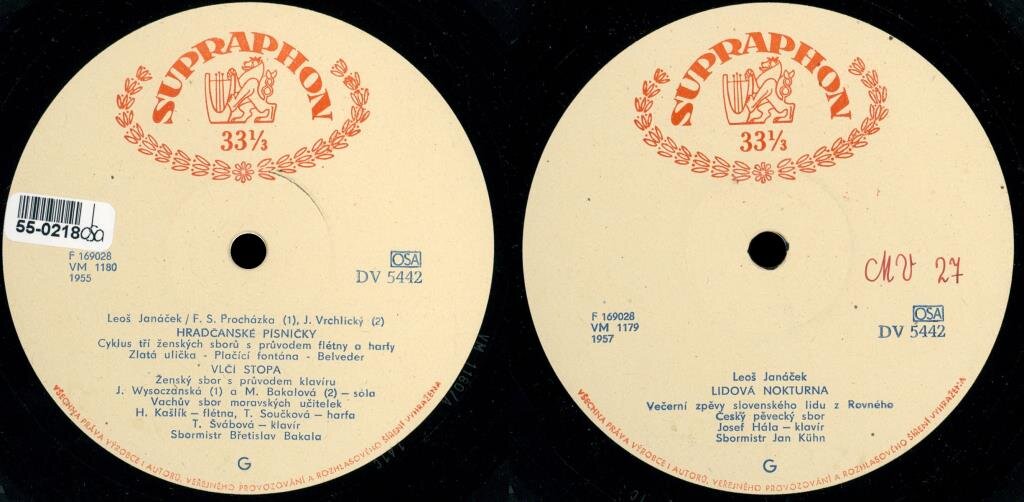 SUPRAPHON
33⅓
55-0218 osa
F 169028
VM 1180
1955
OSA
DV 5442
Leoš Janáček / F. S. Procházka (1), J. Vrchlický (2)
HRADČANSKÉ PÍSNIČKY
Cyklus tří ženských sborů s průvodem flétny a harfy
Zlatá ulička - Plačící fontána - Belveder
VLČÍ STOPA
Ženský sbor s průvodem klavíru
J. Wysoczanská (1) a M. Bakalová (2) — sóla
Vachův sbor moravských učitelek
H. Kašlík — flétna, T. Součková — harfa
T. Švábová — klavír
Sbormistr Břetislav Bakala
G
VŠECHNA PRÁVA VÝROBCE I AUTORŮ, VEŘEJNÉHO PROVOZOVÁNÍ A ROZHLASOVÉHO ŠÍŘENÍ VYHRAŽENA
SUPRAPHON
33⅓
MV 27
F 169028
VM 1179
1957
OSA
DV 5442
Leoš Janáček
LIDOVÁ NOKTURNA
Večerní zpěvy slovenského lidu z Rovného
Český pěvecký sbor
Josef Hála — klavír
Sbormistr Jan Kühn
G
VŠECHNA PRÁVA VÝROBCE I AUTORŮ, VEŘEJNÉHO PROVOZOVÁNÍ A ROZHLASOVÉHO ŠÍŘENÍ VYHRAŽENA